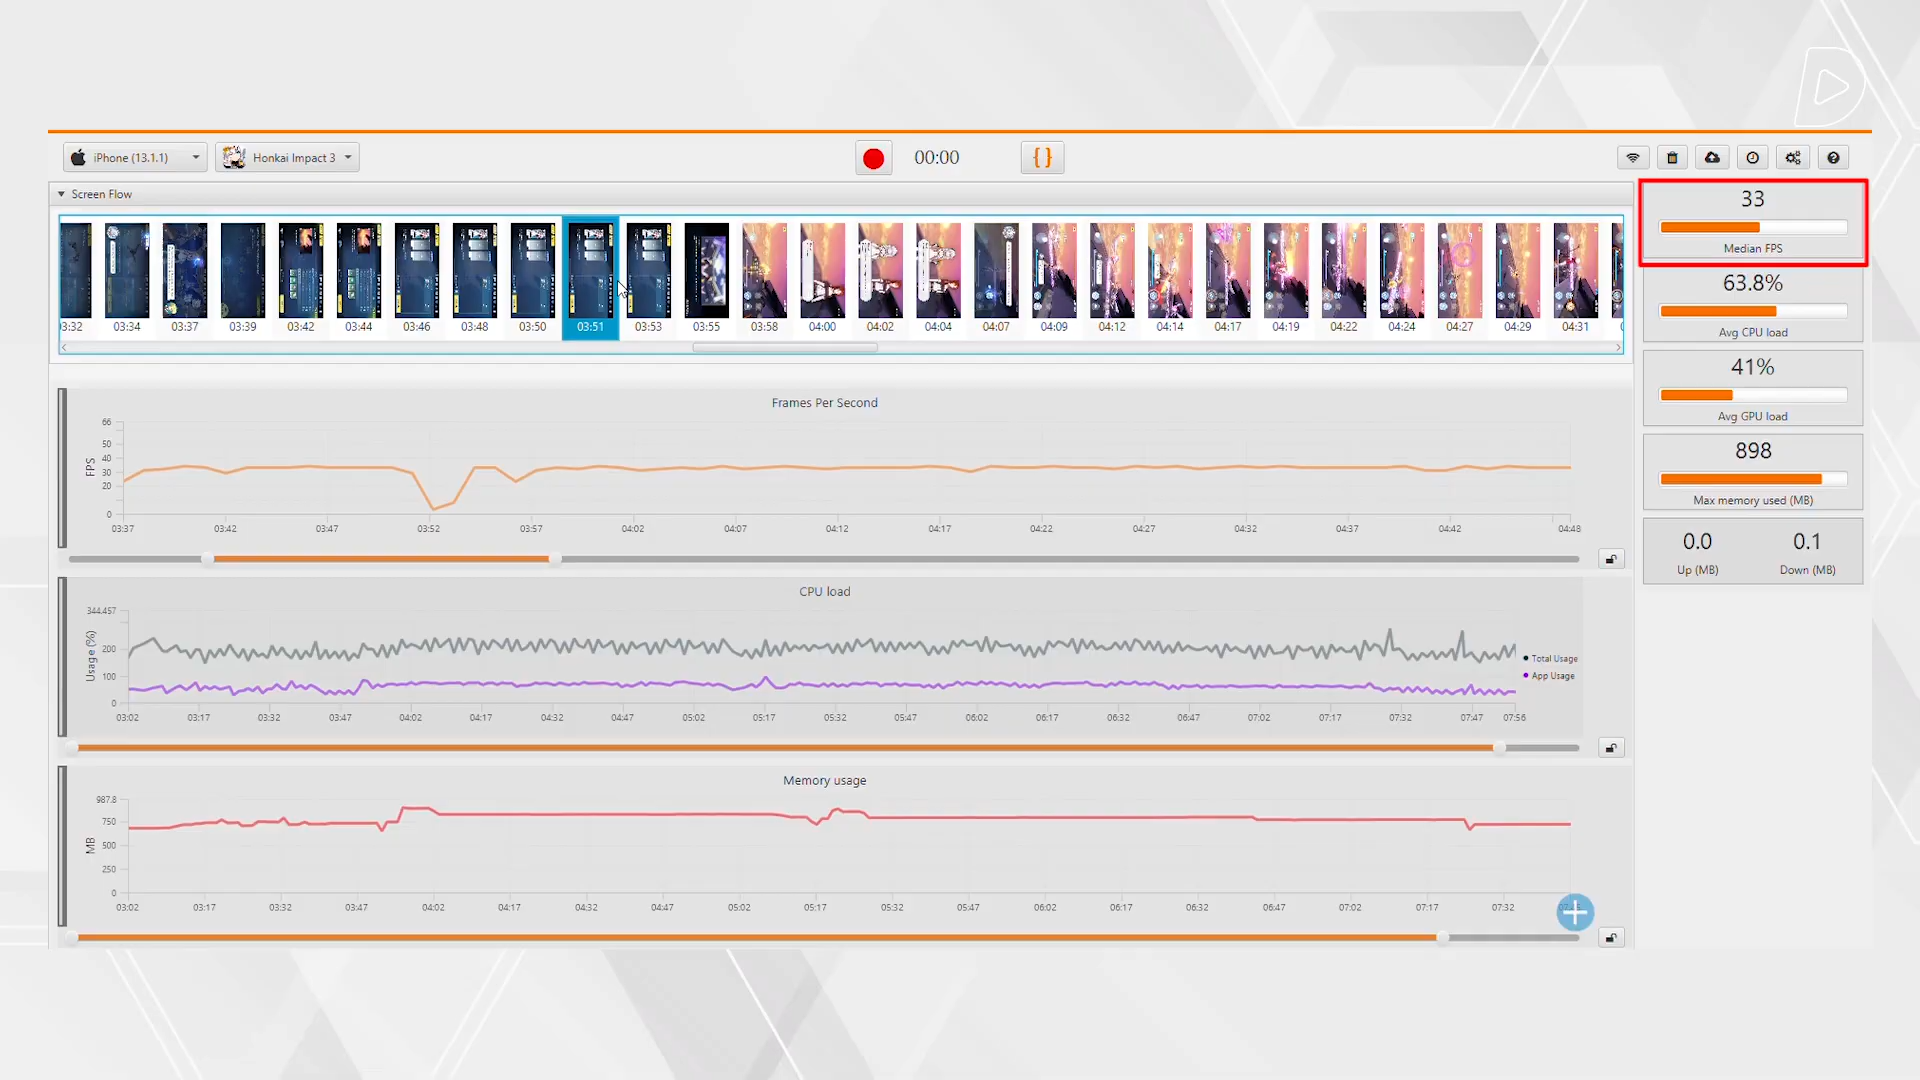 iPhone (13.1.1)
Honkai Impact 3
00:00
{ }
Screen Flow
03:32 03:34 03:37 03:39 03:42 03:44 03:46 03:48 03:50 03:51 03:53 03:55 03:58 04:00 04:02 04:04 04:07 04:09 04:12 04:14 04:17 04:19 04:22 04:24 04:27 04:29 04:31
33
Median FPS
63.8%
Avg CPU load
41%
Avg GPU load
898
Max memory used (MB)
0.0 0.1
Up (MB) Down (MB)
Frames Per Second
FPS
66
50
40
30
20
0
03:37 03:42 03:47 03:52 03:57 04:02 04:07 04:12 04:17 04:22 04:27 04:32 04:37 04:42 04:48
CPU load
Usage (%)
344.457
200
100
0
Total Usage
App Usage
03:02 03:17 03:32 03:47 04:02 04:17 04:32 04:47 05:02 05:17 05:32 05:47 06:02 06:17 06:32 06:47 07:02 07:17 07:32 07:47 07:56
Memory usage
MB
987.8
750
500
250
0
03:02 03:17 03:32 03:47 04:02 04:17 04:32 04:47 05:02 05:17 05:32 05:47 06:02 06:17 06:32 06:47 07:02 07:17 07:32